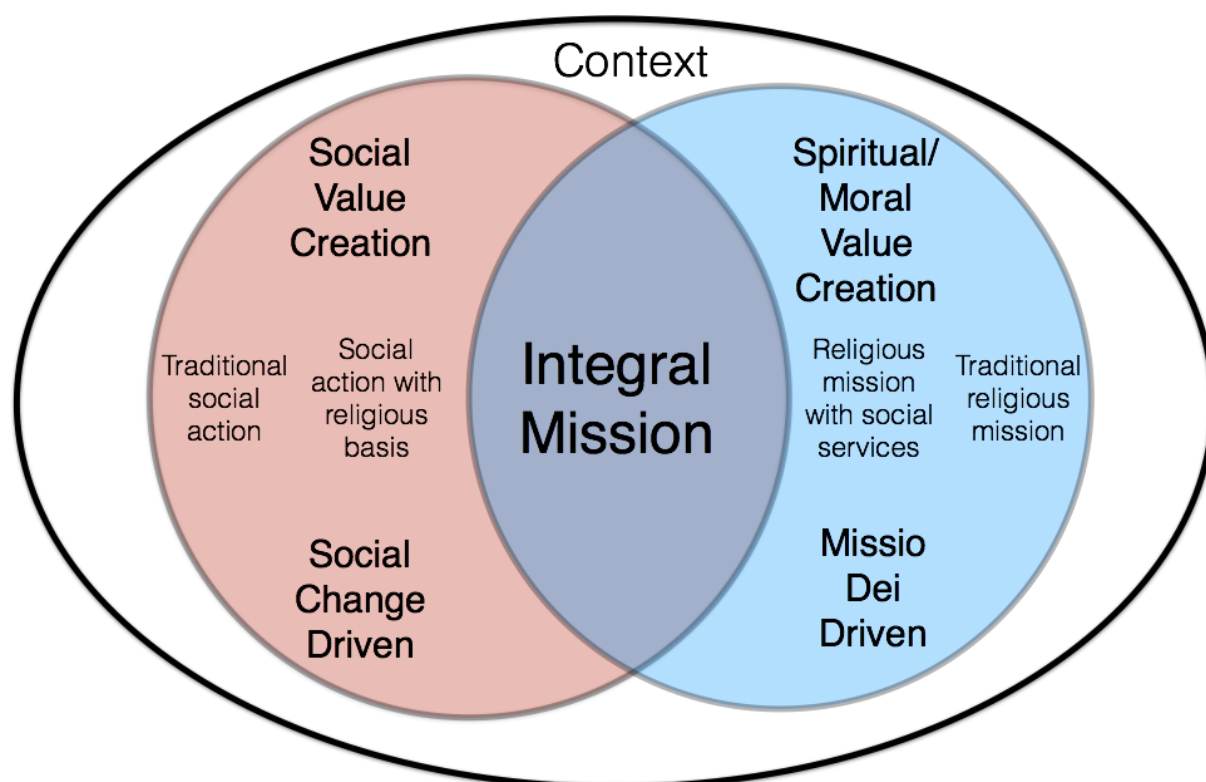 Context
Social
Value
Creation
Spiritual/
Moral
Value
Creation
Traditional
social
action
Social
action with
religious
basis
Integral
Mission
Religious
mission
with social
services
Traditional
religious
mission
Social
Change
Driven
Missio
Dei
Driven